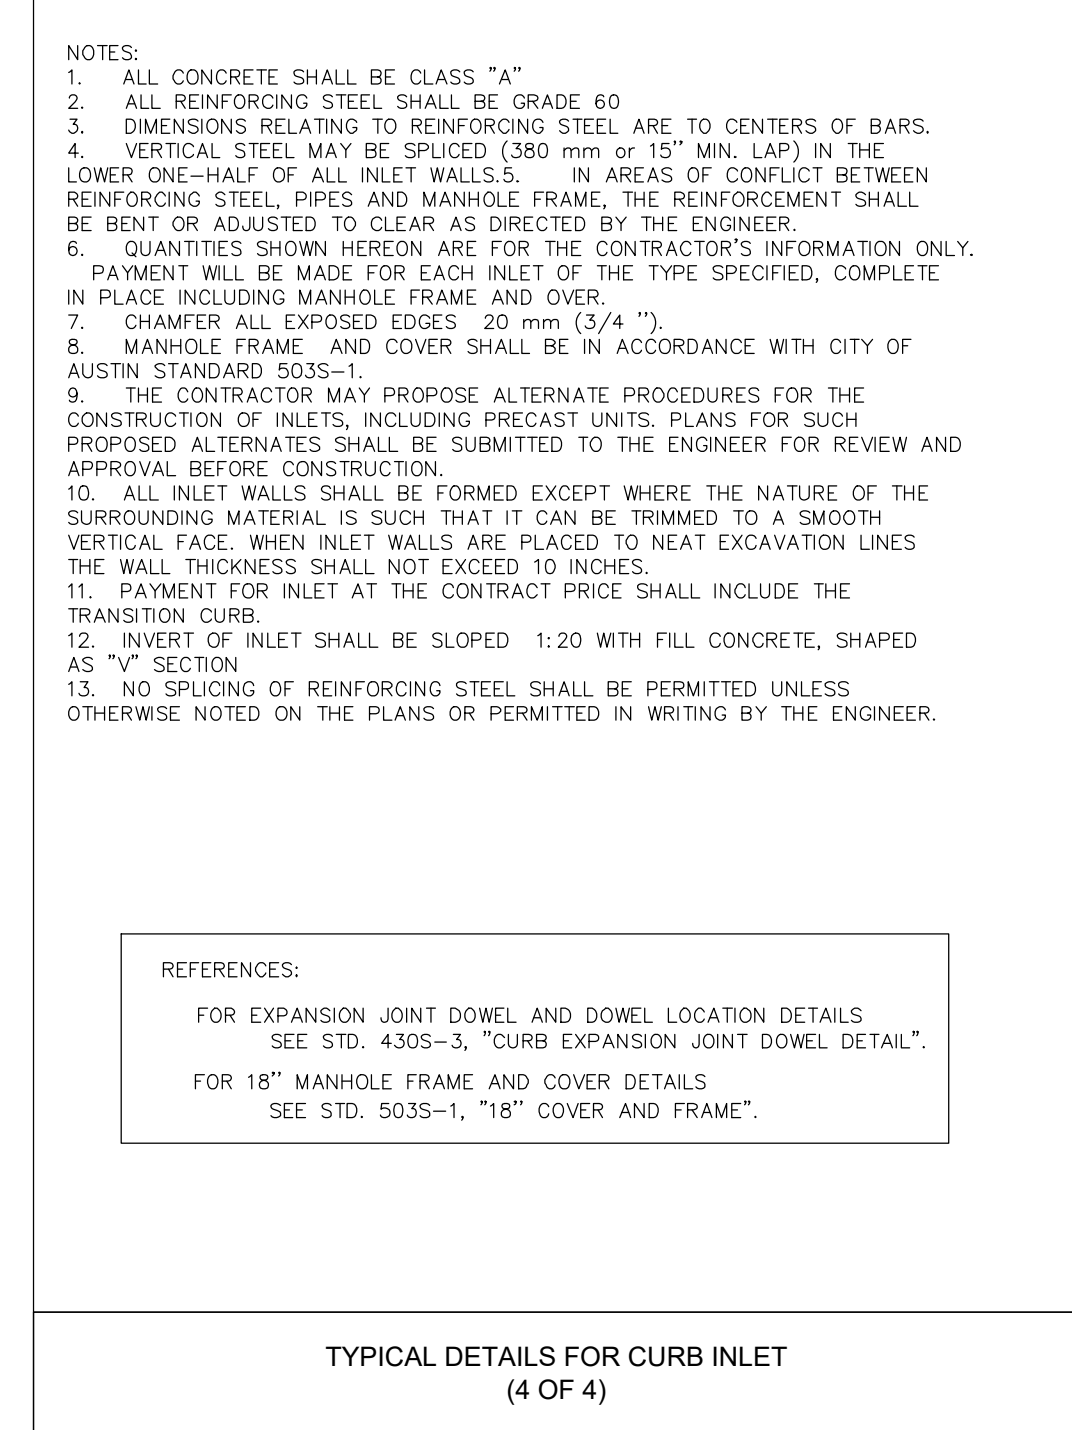 NOTES:
1. ALL CONCRETE SHALL BE CLASS "A"
2. ALL REINFORCING STEEL SHALL BE GRADE 60
3. DIMENSIONS RELATING TO REINFORCING STEEL ARE TO CENTERS OF BARS.
4. VERTICAL STEEL MAY BE SPLICED (380 mm or 15'' MIN. LAP) IN THE
LOWER ONE-HALF OF ALL INLET WALLS.5. IN AREAS OF CONFLICT BETWEEN
REINFORCING STEEL, PIPES AND MANHOLE FRAME, THE REINFORCEMENT SHALL
BE BENT OR ADJUSTED TO CLEAR AS DIRECTED BY THE ENGINEER.
6. QUANTITIES SHOWN HEREON ARE FOR THE CONTRACTOR'S INFORMATION ONLY.
PAYMENT WILL BE MADE FOR EACH INLET OF THE TYPE SPECIFIED, COMPLETE
IN PLACE INCLUDING MANHOLE FRAME AND OVER.
7. CHAMFER ALL EXPOSED EDGES 20 mm (3/4 '').
8. MANHOLE FRAME AND COVER SHALL BE IN ACCORDANCE WITH CITY OF
AUSTIN STANDARD 503S-1.
9. THE CONTRACTOR MAY PROPOSE ALTERNATE PROCEDURES FOR THE
CONSTRUCTION OF INLETS, INCLUDING PRECAST UNITS. PLANS FOR SUCH
PROPOSED ALTERNATES SHALL BE SUBMITTED TO THE ENGINEER FOR REVIEW AND
APPROVAL BEFORE CONSTRUCTION.
10. ALL INLET WALLS SHALL BE FORMED EXCEPT WHERE THE NATURE OF THE
SURROUNDING MATERIAL IS SUCH THAT IT CAN BE TRIMMED TO A SMOOTH
VERTICAL FACE. WHEN INLET WALLS ARE PLACED TO NEAT EXCAVATION LINES
THE WALL THICKNESS SHALL NOT EXCEED 10 INCHES.
11. PAYMENT FOR INLET AT THE CONTRACT PRICE SHALL INCLUDE THE
TRANSITION CURB.
12. INVERT OF INLET SHALL BE SLOPED 1:20 WITH FILL CONCRETE, SHAPED
AS "V" SECTION
13. NO SPLICING OF REINFORCING STEEL SHALL BE PERMITTED UNLESS
OTHERWISE NOTED ON THE PLANS OR PERMITTED IN WRITING BY THE ENGINEER.
REFERENCES:
FOR EXPANSION JOINT DOWEL AND DOWEL LOCATION DETAILS
SEE STD. 430S-3, "CURB EXPANSION JOINT DOWEL DETAIL".
FOR 18'' MANHOLE FRAME AND COVER DETAILS
SEE STD. 503S-1, "18'' COVER AND FRAME".
TYPICAL DETAILS FOR CURB INLET
(4 OF 4)